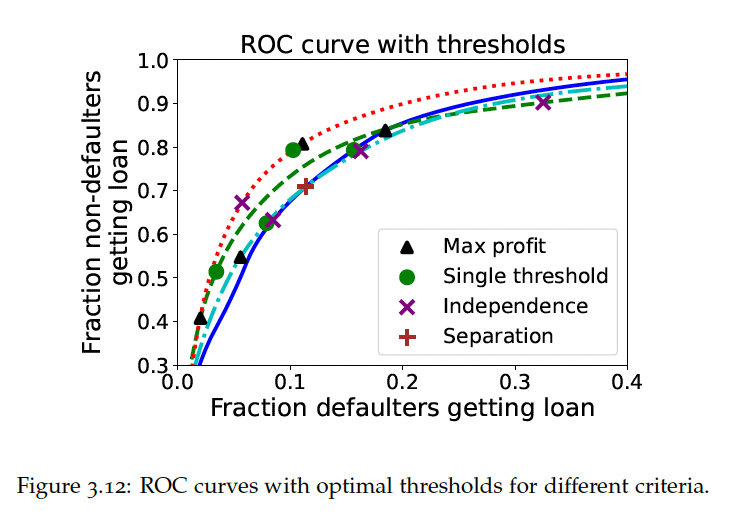 ROC curve with thresholds
Fraction non-defaulters
getting loan
1.0
0.9
0.8
0.7
0.6
0.5
0.4
0.3
0.0 0.1 0.2 0.3 0.4
Fraction defaulters getting loan
Max profit
Single threshold
Independence
Separation
Figure 3.12: ROC curves with optimal thresholds for different criteria.